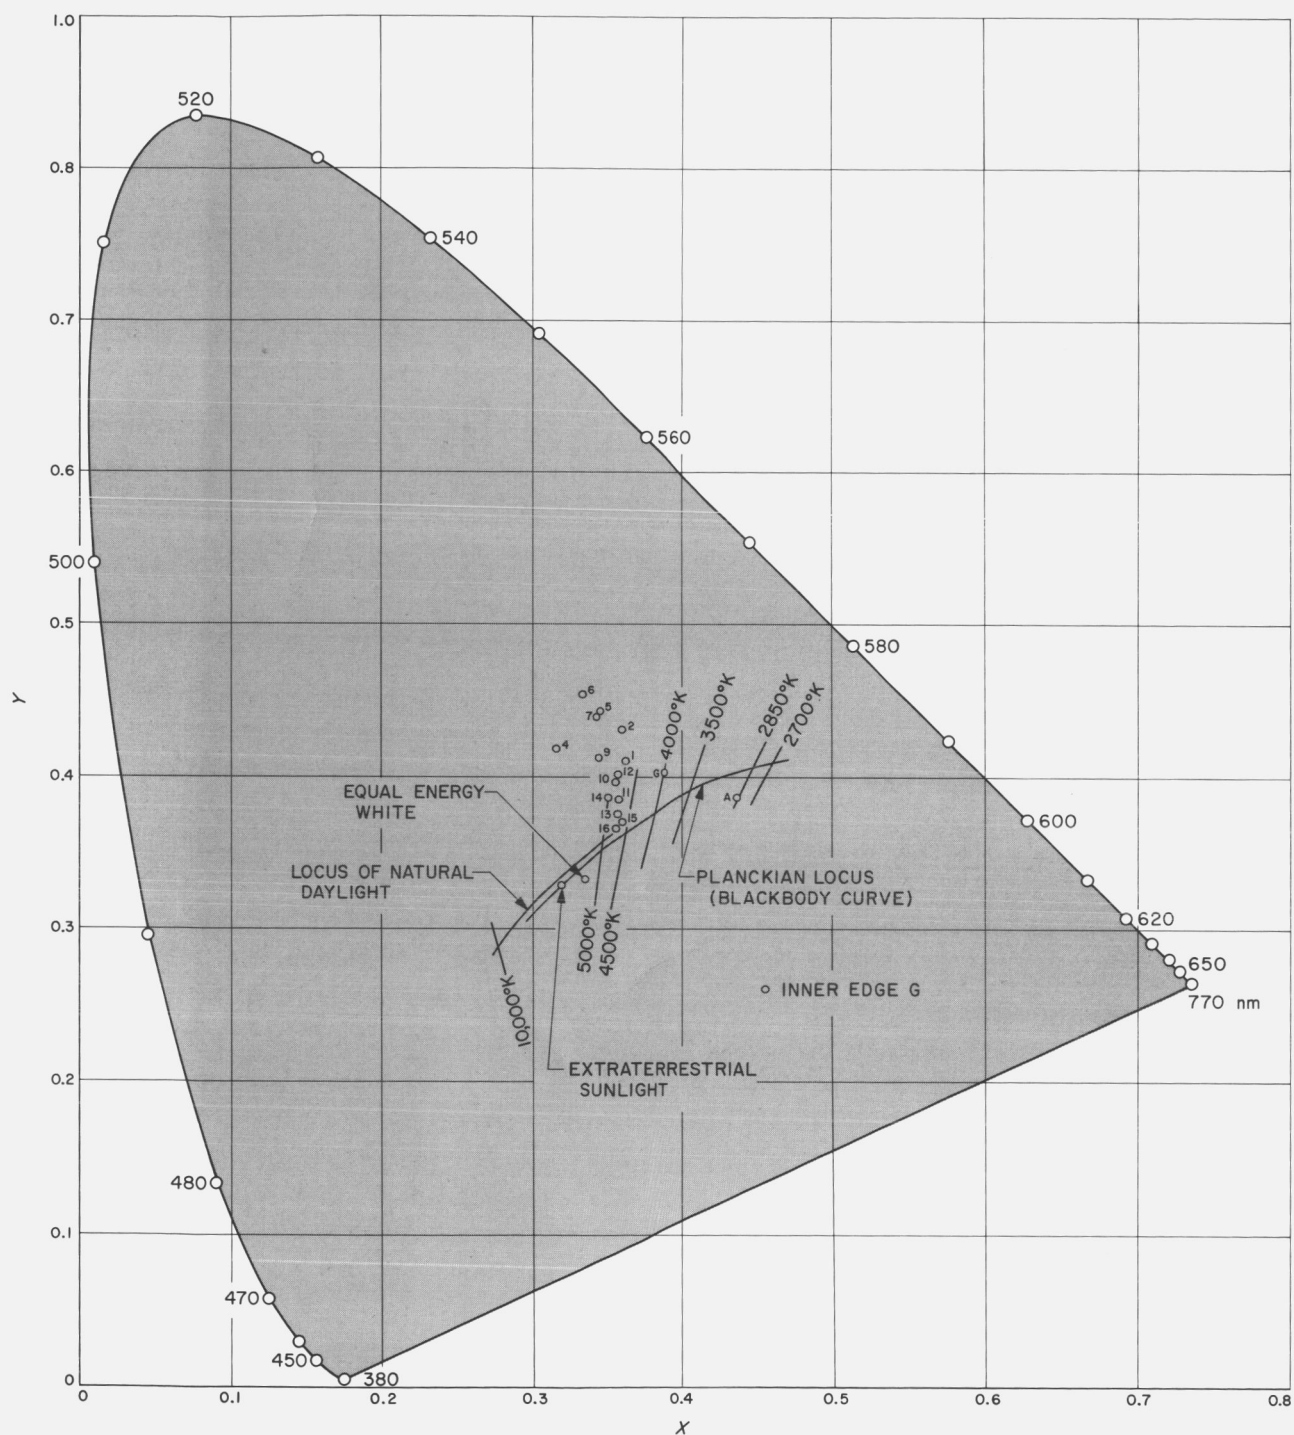 1.0
520
0.8
540
0.7
560
0.6
500
0.5
580
Y
6
5
7
2
4
9
1
12
10
G
4000°K
3500°K
2850°K
2700°K
0.4
A
14
11
13
15
16
600
EQUAL ENERGY
WHITE
LOCUS OF NATURAL
DAYLIGHT
PLANCKIAN LOCUS
(BLACKBODY CURVE)
0.3
620
5000°K
4500°K
650
770 nm
INNER EDGE G
10,000°K
EXTRATERRESTRIAL
SUNLIGHT
0.2
480
0.1
470
450
380
0
0 0.1 0.2 0.3 0.4 0.5 0.6 0.7 0.8
X